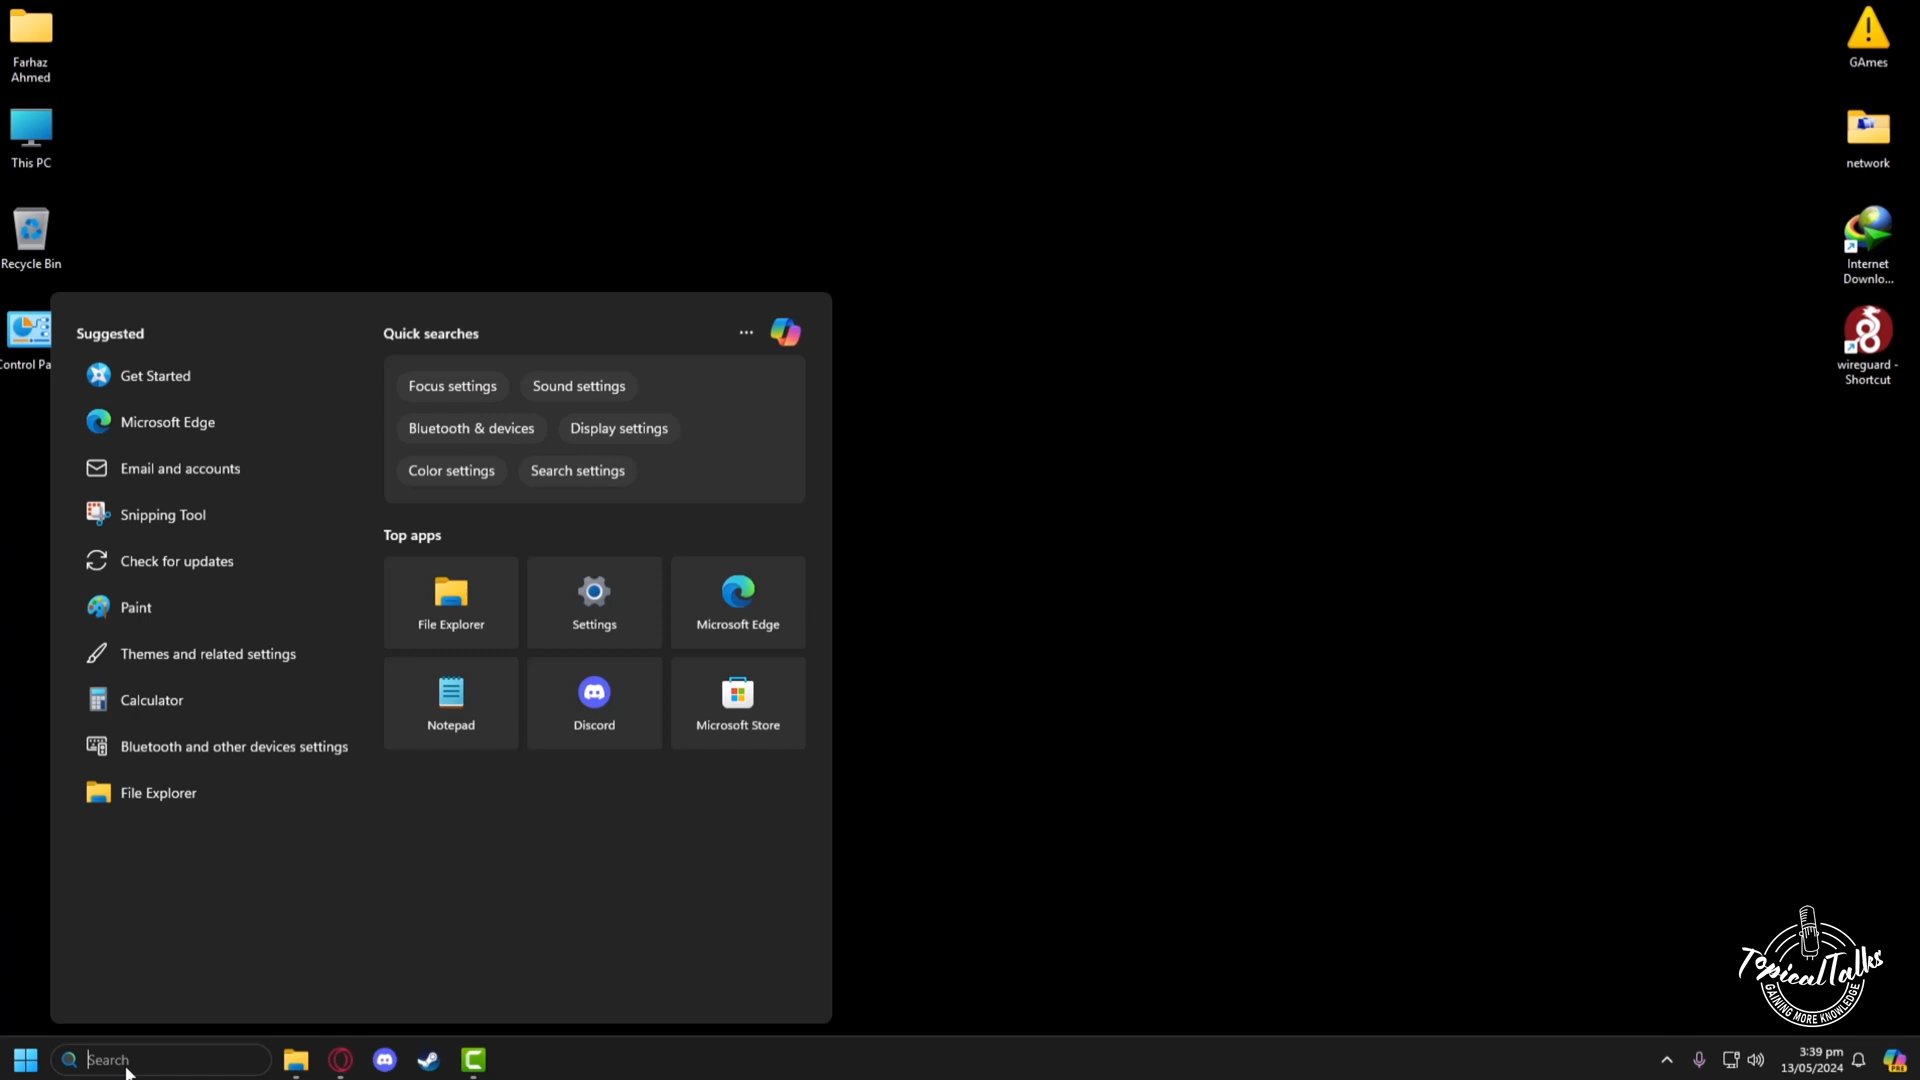 Farhaz
Ahmed
This PC
Recycle Bin
Control Pa
GAmes
network
Internet
Downlo...
wireguard -
Shortcut
Suggested
Get Started
Microsoft Edge
Email and accounts
Snipping Tool
Check for updates
Paint
Themes and related settings
Calculator
Bluetooth and other devices settings
File Explorer
Quick searches
Focus settings
Sound settings
Bluetooth & devices
Display settings
Color settings
Search settings
Top apps
File Explorer
Settings
Microsoft Edge
Notepad
Discord
Microsoft Store
TopicalTalks
GAINING MORE KNOWLEDGE
Search
3:39 pm
13/05/2024
PRE